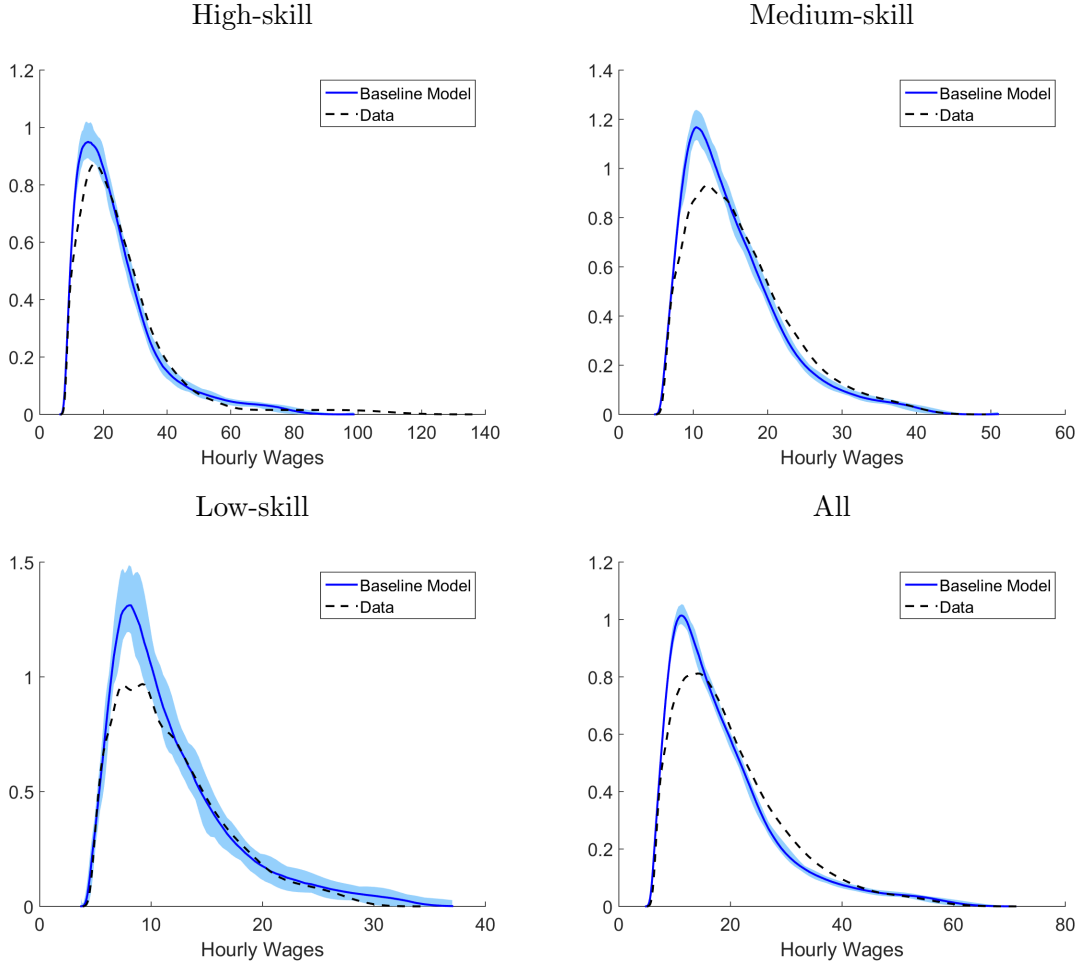 High-skill
1.2
1
0.8
0.6
0.4
0.2
0
0 20 40 60 80 100 120 140
Hourly Wages
Baseline Model
Data
Medium-skill
1.4
1.2
1
0.8
0.6
0.4
0.2
0
0 10 20 30 40 50 60
Hourly Wages
Baseline Model
Data
Low-skill
1.5
1
0.5
0
0 10 20 30 40
Hourly Wages
Baseline Model
Data
All
1.2
1
0.8
0.6
0.4
0.2
0
0 20 40 60 80
Hourly Wages
Baseline Model
Data